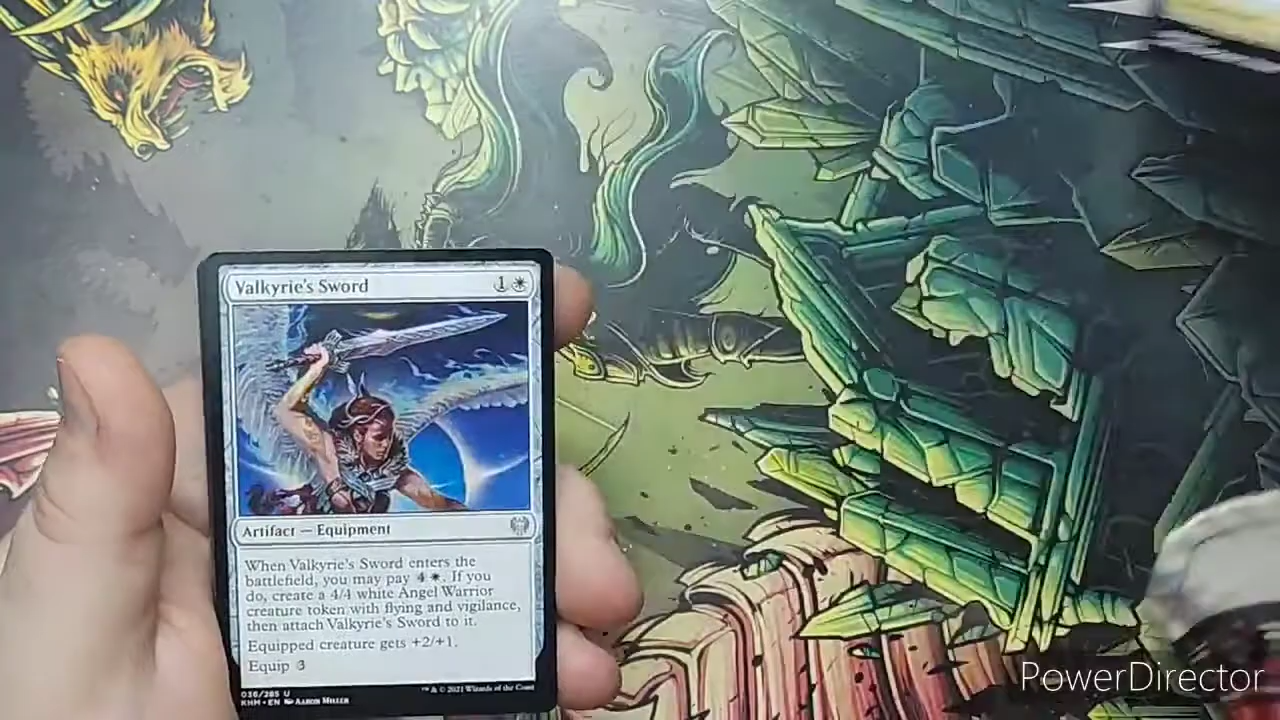 Valkyrie's Sword 1
Artifact — Equipment
When Valkyrie's Sword enters the
battlefield, you may pay 4 . If you
do, create a 4/4 white Angel Warrior
creature token with flying and vigilance,
then attach Valkyrie's Sword to it.
Equipped creature gets +2/+1.
Equip 3
036/285 U
KHM • EN Aaron Miller
™ & © 2021 Wizards of the Coast
PowerDirector